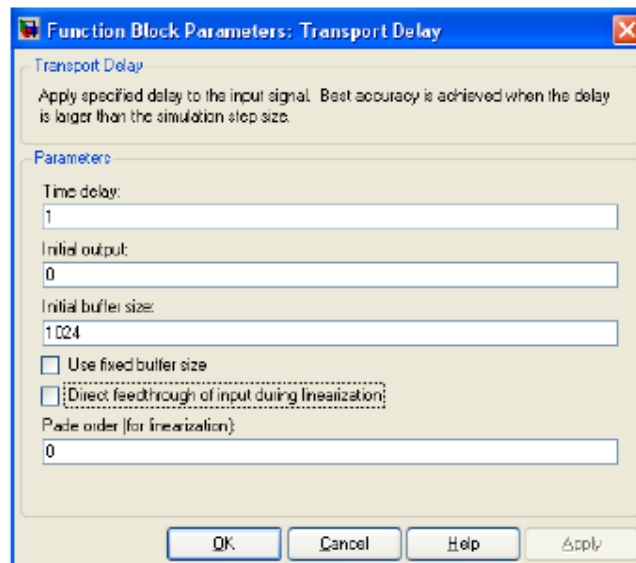 Function Block Parameters: Transport Delay
Transport Delay
Apply specified delay to the input signal. Best accuracy is achieved when the delay
is larger than the simulation step size.
Parameters
Time delay:
1
Initial output:
0
Initial buffer size:
1024
Use fixed buffer size
Direct feedthrough of input during linearization
Pade order (for linearization):
0
OK Cancel Help Apply